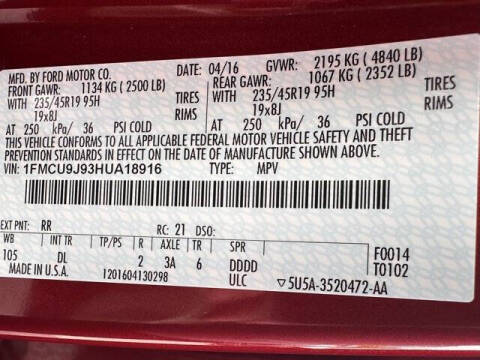 MFD. BY FORD MOTOR CO. DATE: 04/16 GVWR: 2195 KG ( 4840 LB)
FRONT GAWR: 1134 KG ( 2500 LB) REAR GAWR: 1067 KG ( 2352 LB)
WITH 235/45R19 95H TIRES WITH 235/45R19 95H TIRES
19x8J RIMS 19x8J RIMS
AT 250 kPa/ 36 PSI COLD AT 250 kPa/ 36 PSI COLD
THIS VEHICLE CONFORMS TO ALL APPLICABLE FEDERAL MOTOR VEHICLE SAFETY AND THEFT
PREVENTION STANDARDS IN EFFECT ON THE DATE OF MANUFACTURE SHOWN ABOVE.
VIN: 1FMCU9J93HUA18916 TYPE: MPV
EXT PNT: RR RC: 21 DSO:
WB INT TR TP/PS R AXLE TR SPR F0014
105 DL 2 3A 6 DDDD T0102
MADE IN U.S.A. 1201604130298 ULC 5U5A-3520472-AA